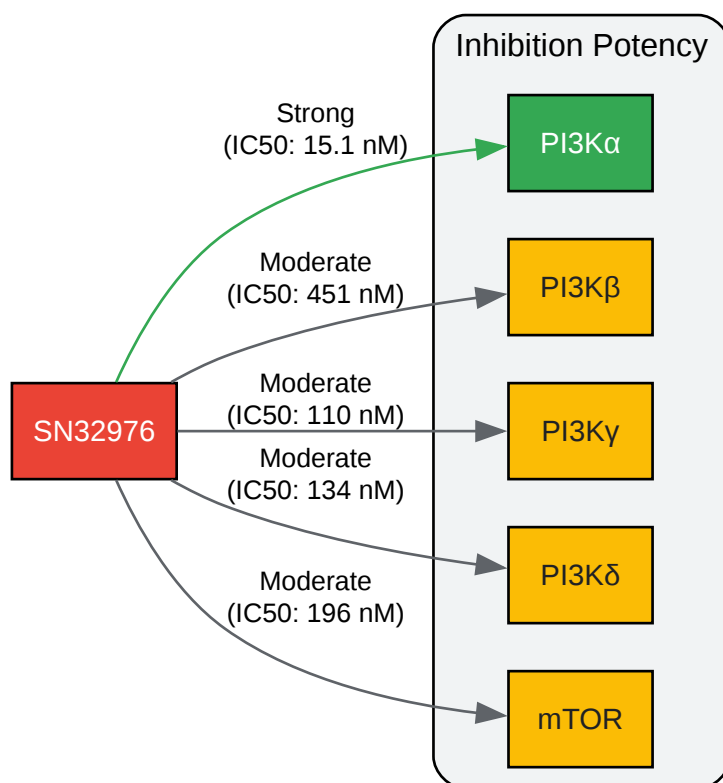 Inhibition Potency
Strong
(IC50: 15.1 nM)
PI3Kα
Moderate
(IC50: 451 nM)
PI3Kβ
SN32976
Moderate
(IC50: 110 nM)
PI3Kγ
Moderate
(IC50: 134 nM)
PI3Kδ
Moderate
(IC50: 196 nM)
mTOR